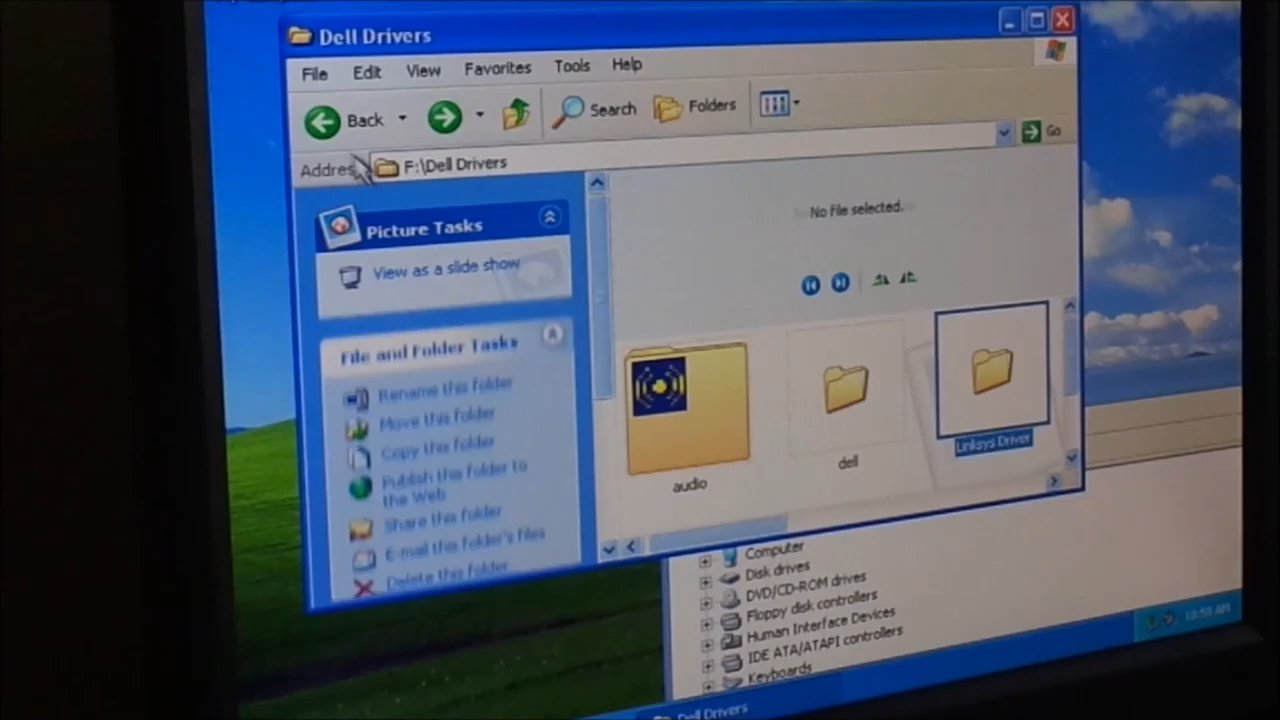 Dell Drivers
File Edit View Favorites Tools Help
Back Search Folders
Addres F:\Dell Drivers Go
Picture Tasks
View as a slide show
File and Folder Tasks
Rename this folder
Move this folder
Copy this folder
Publish this folder to
the Web
Share this folder
E-mail this folder's files
Delete this folder
No file selected.
audio
dell
Linksys Driver
Computer
Disk drives
DVD/CD-ROM drives
Floppy disk controllers
Human Interface Devices
IDE ATA/ATAPI controllers
Keyboards
10:50 AM
Dell Drivers